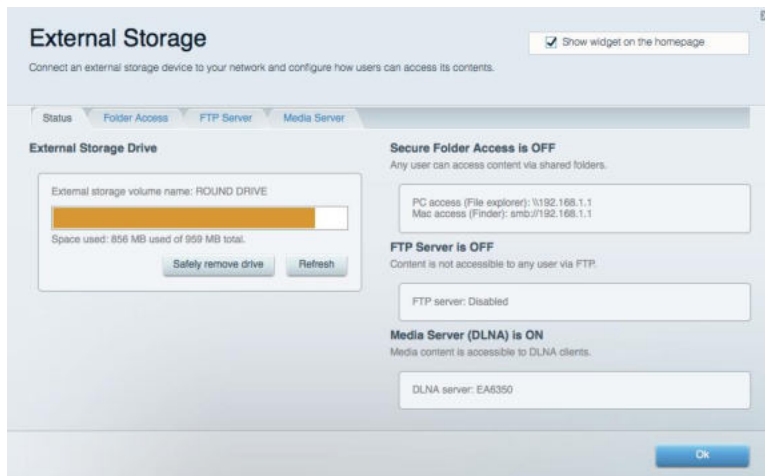 External Storage
Show widget on the homepage
Connect an external storage device to your network and configure how users can access its contents.
Status
Folder Access
FTP Server
Media Server
External Storage Drive
External storage volume name: ROUND DRIVE
Space used: 856 MB used of 959 MB total.
Safely remove drive
Refresh
Secure Folder Access is OFF
Any user can access content via shared folders.
PC access (File explorer): \\192.168.1.1
Mac access (Finder): smb://192.168.1.1
FTP Server is OFF
Content is not accessible to any user via FTP.
FTP server: Disabled
Media Server (DLNA) is ON
Media content is accessible to DLNA clients.
DLNA server: EA6350
Ok